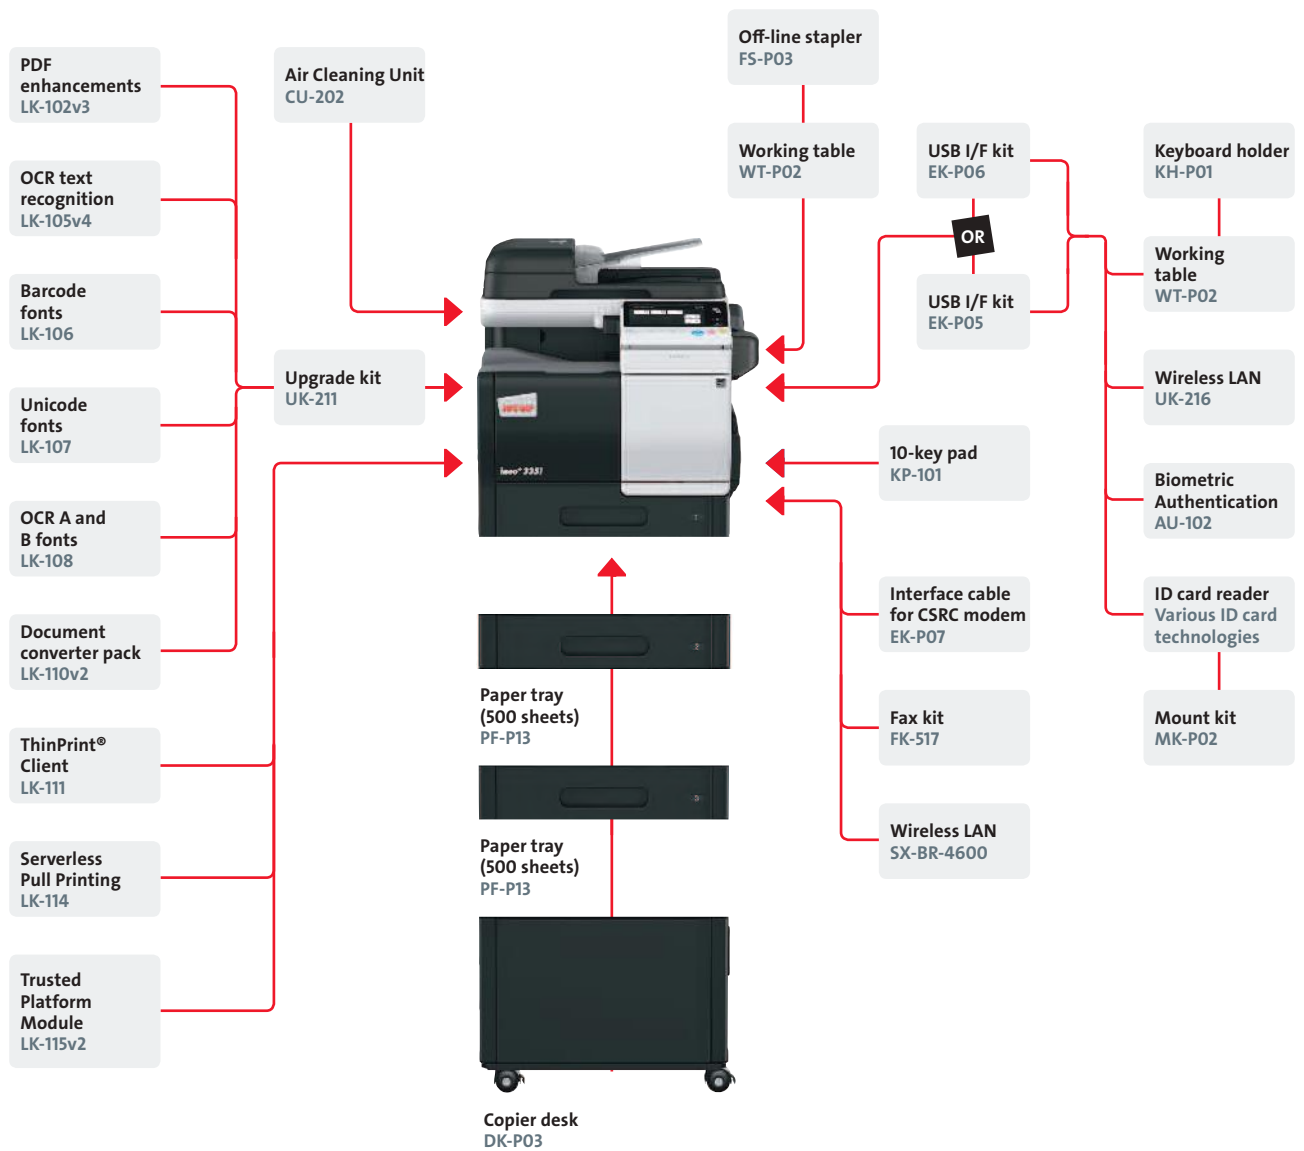 PDF
enhancements
LK-102v3
OCR text
recognition
LK-105v4
Barcode
fonts
LK-106
Unicode
fonts
LK-107
OCR A and
B fonts
LK-108
Document
converter pack
LK-110v2
ThinPrint®
Client
LK-111
Serverless
Pull Printing
LK-114
Trusted
Platform
Module
LK-115v2
Air Cleaning Unit
CU-202
Upgrade kit
UK-211
ineo+ 3351
1
2
Paper tray
(500 sheets)
PF-P13
3
Paper tray
(500 sheets)
PF-P13
Copier desk
DK-P03
Off-line stapler
FS-P03
Working table
WT-P02
USB I/F kit
EK-P06
OR
USB I/F kit
EK-P05
10-key pad
KP-101
Interface cable
for CSRC modem
EK-P07
Fax kit
FK-517
Wireless LAN
SX-BR-4600
Keyboard holder
KH-P01
Working
table
WT-P02
Wireless LAN
UK-216
Biometric
Authentication
AU-102
ID card reader
Various ID card
technologies
Mount kit
MK-P02